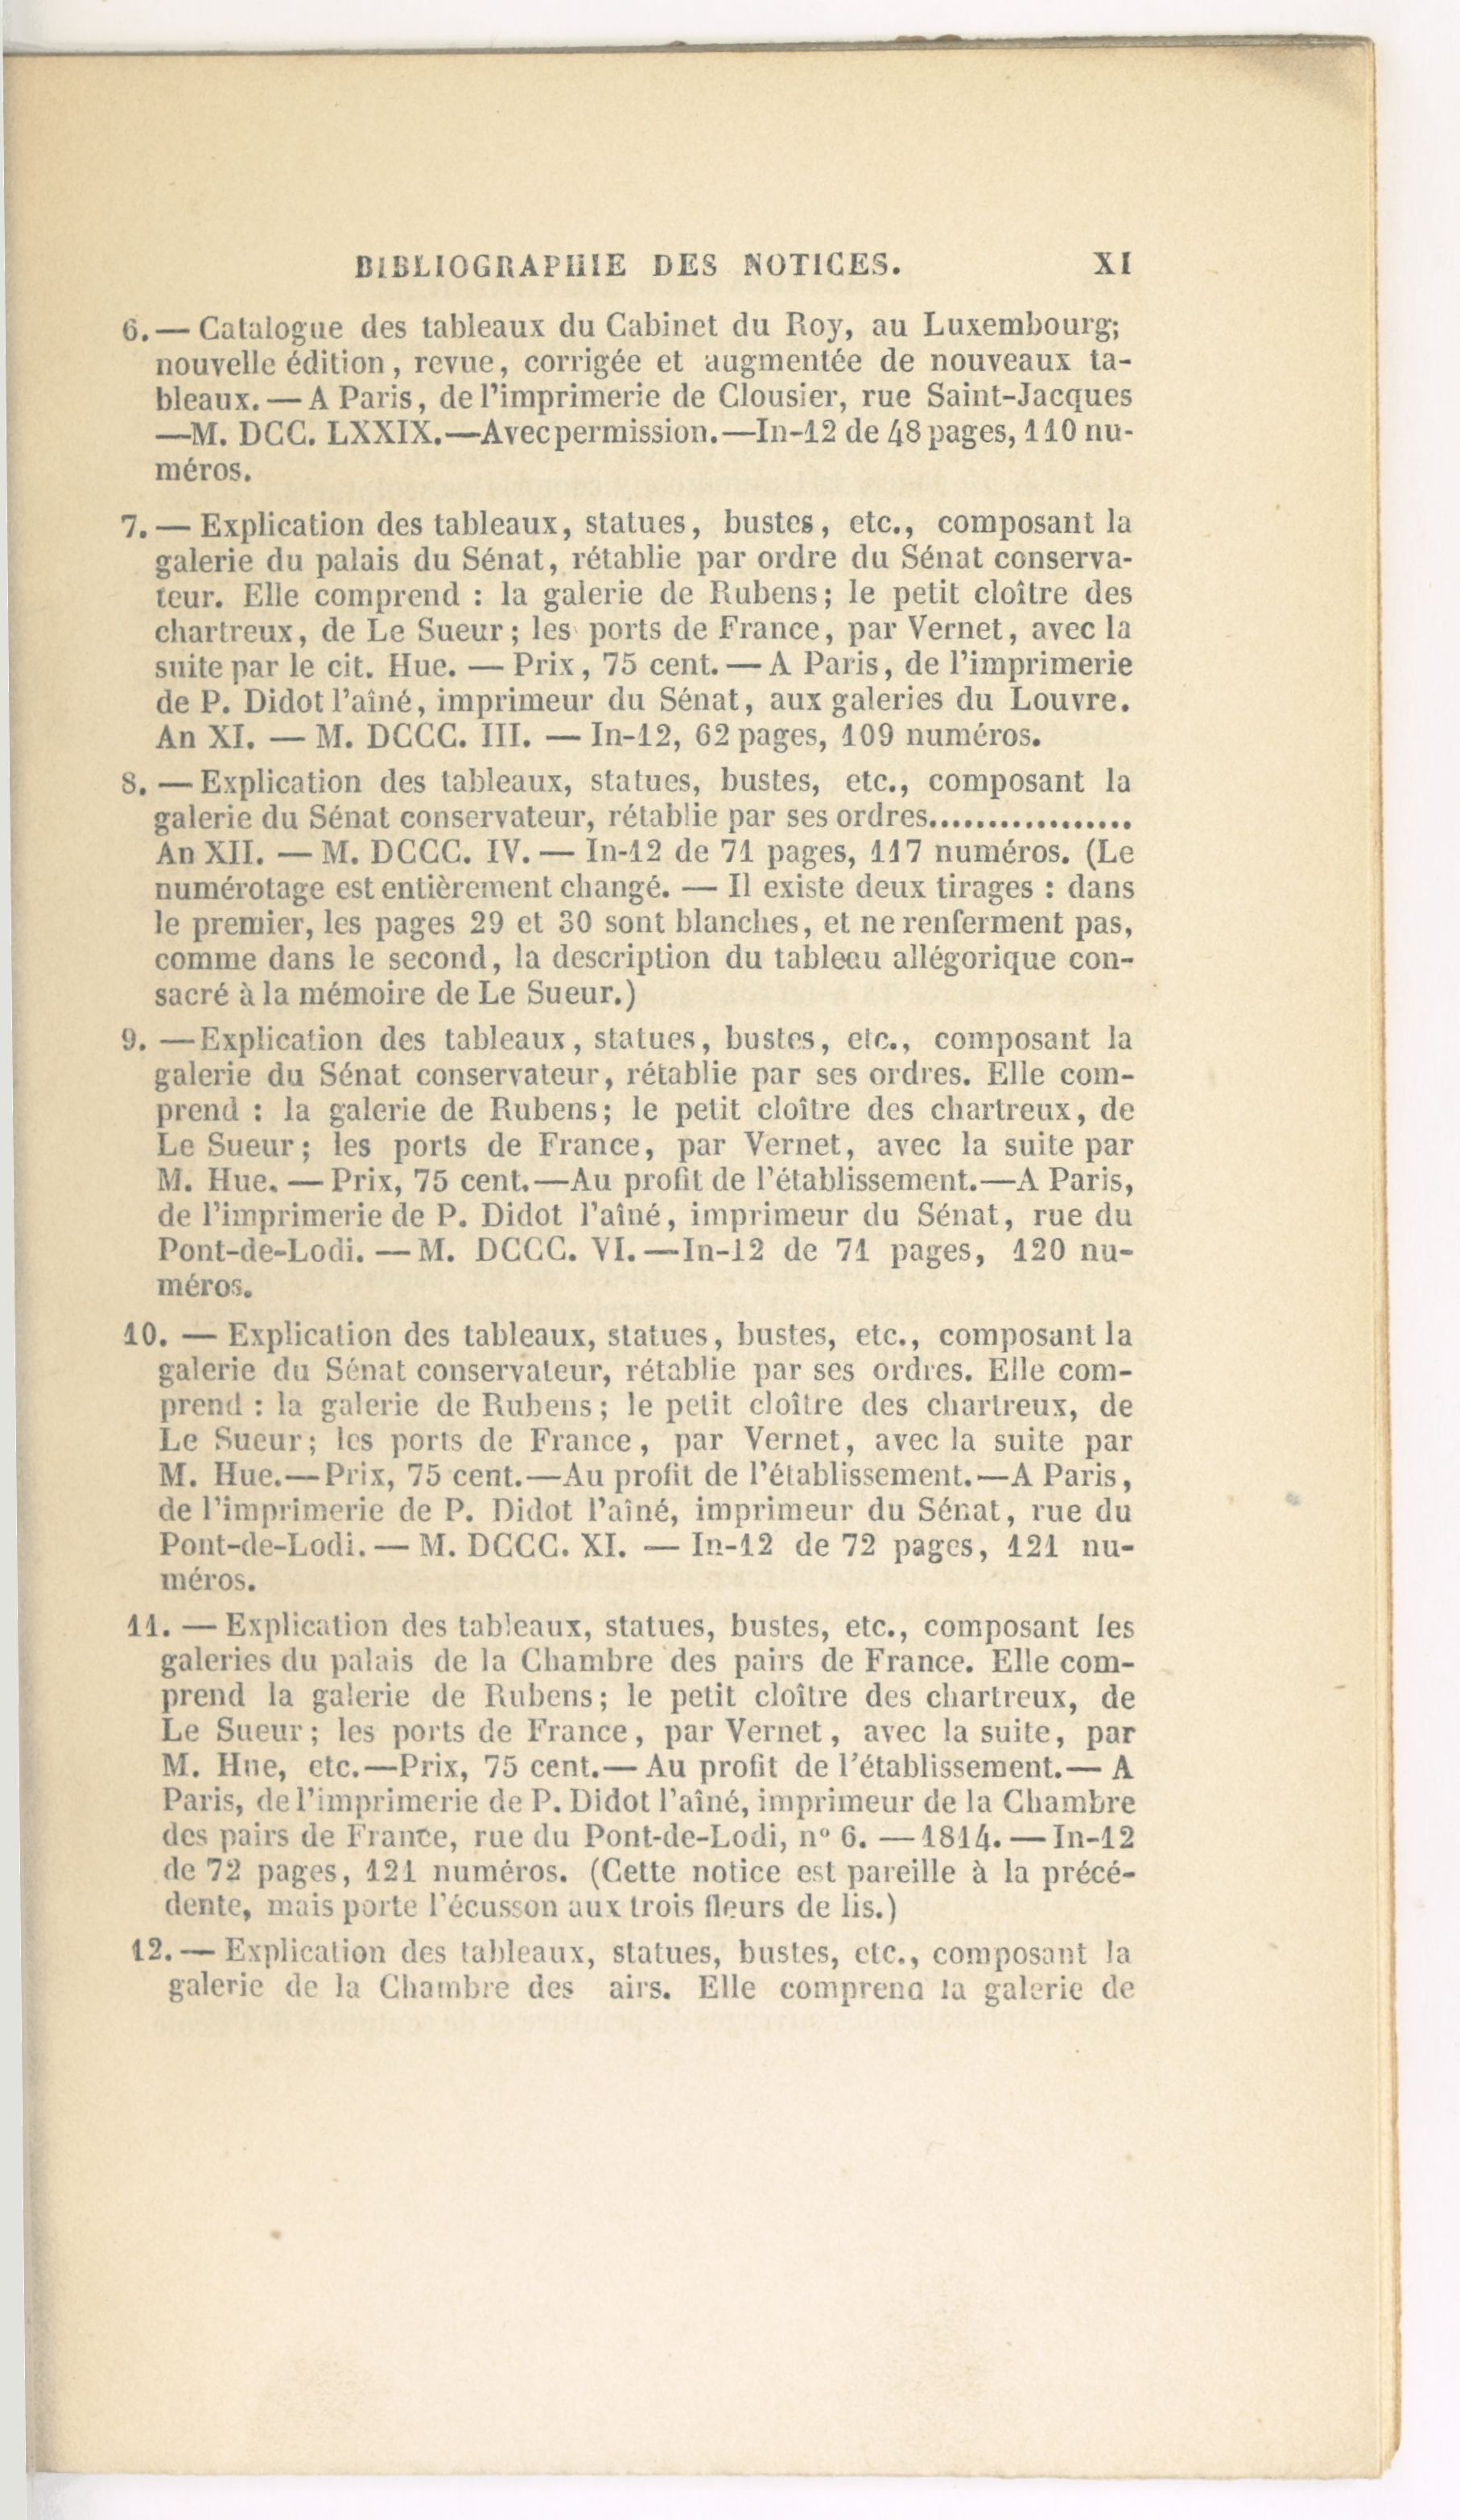 BIBLIOGRAPHIE DES NOTICES. XI
6.— Catalogue des tableaux du Cabinet du Roy, au Luxembourg;
nouvelle édition, revue, corrigée et augmentée de nouveaux ta-
bleaux. — A Paris, de l'imprimerie de Clousier, rue Saint-Jacques
—M. DCC. LXXIX.—Avec permission.—In-12 de 48 pages, 110 nu-
méros.
7. — Explication des tableaux, statues, bustes, etc., composant la
galerie du palais du Sénat, rétablie par ordre du Sénat conserva-
teur. Elle comprend : la galerie de Rubens; le petit cloître des
chartreux, de Le Sueur; les ports de France, par Vernet, avec la
suite par le cit. Hue. — Prix, 75 cent. — A Paris, de l'imprimerie
de P. Didot l'aîné, imprimeur du Sénat, aux galeries du Louvre.
An XI. — M. DCCC. III. — In-12, 62 pages, 109 numéros.
8. — Explication des tableaux, statues, bustes, etc., composant la
galerie du Sénat conservateur, rétablie par ses ordres..................
An XII. — M. DCCC. IV. — In-12 de 71 pages, 117 numéros. (Le
numérotage est entièrement changé. — Il existe deux tirages : dans
le premier, les pages 29 et 30 sont blanches, et ne renferment pas,
comme dans le second, la description du tableau allégorique con-
sacré à la mémoire de Le Sueur.)
9. —Explication des tableaux, statues, bustes, etc., composant la
galerie du Sénat conservateur, rétablie par ses ordres. Elle com-
prend : la galerie de Rubens; le petit cloître des chartreux, de
Le Sueur; les ports de France, par Vernet, avec la suite par
M. Hue. — Prix, 75 cent.—Au profit de l'établissement.—A Paris,
de l'imprimerie de P. Didot l'aîné, imprimeur du Sénat, rue du
Pont-de-Lodi. — M. DCCC. VI. —In-12 de 71 pages, 120 nu-
méros.
10. — Explication des tableaux, statues, bustes, etc., composant la
galerie du Sénat conservateur, rétablie par ses ordres. Elle com-
prend : la galerie de Rubens; le petit cloître des chartreux, de
Le Sueur; les ports de France, par Vernet, avec la suite par
M. Hue.—Prix, 75 cent.—Au profit de l'établissement.—A Paris,
de l'imprimerie de P. Didot l'aîné, imprimeur du Sénat, rue du
Pont-de-Lodi. — M. DCCC. XI. — In-12 de 72 pages, 121 nu-
méros.
11. — Explication des tableaux, statues, bustes, etc., composant les
galeries du palais de la Chambre des pairs de France. Elle com-
prend la galerie de Rubens; le petit cloître des chartreux, de
Le Sueur; les ports de France, par Vernet, avec la suite, par
M. Hue, etc.—Prix, 75 cent.— Au profit de l'établissement.— A
Paris, de l'imprimerie de P. Didot l'aîné, imprimeur de la Chambre
des pairs de France, rue du Pont-de-Lodi, n° 6. — 1814. — In-12
de 72 pages, 121 numéros. (Cette notice est pareille à la précé-
dente, mais porte l'écusson aux trois fleurs de lis.)
12. — Explication des tableaux, statues, bustes, etc., composant la
galerie de la Chambre des airs. Elle comprend la galerie de